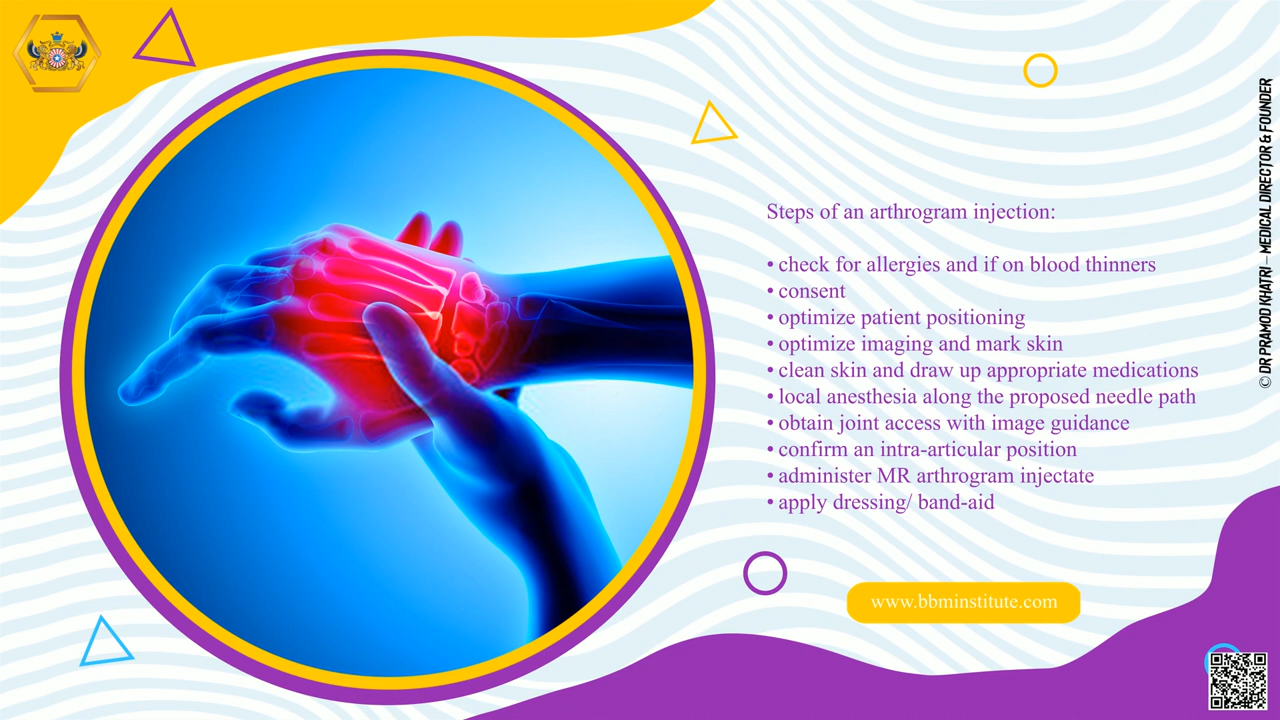 Steps of an arthrogram injection:
• check for allergies and if on blood thinners
• consent
• optimize patient positioning
• optimize imaging and mark skin
• clean skin and draw up appropriate medications
• local anesthesia along the proposed needle path
• obtain joint access with image guidance
• confirm an intra-articular position
• administer MR arthrogram injectate
• apply dressing/ band-aid
www.bbminstitute.com
© DR PRAMOD KHATRI – MEDICAL DIRECTOR & FOUNDER